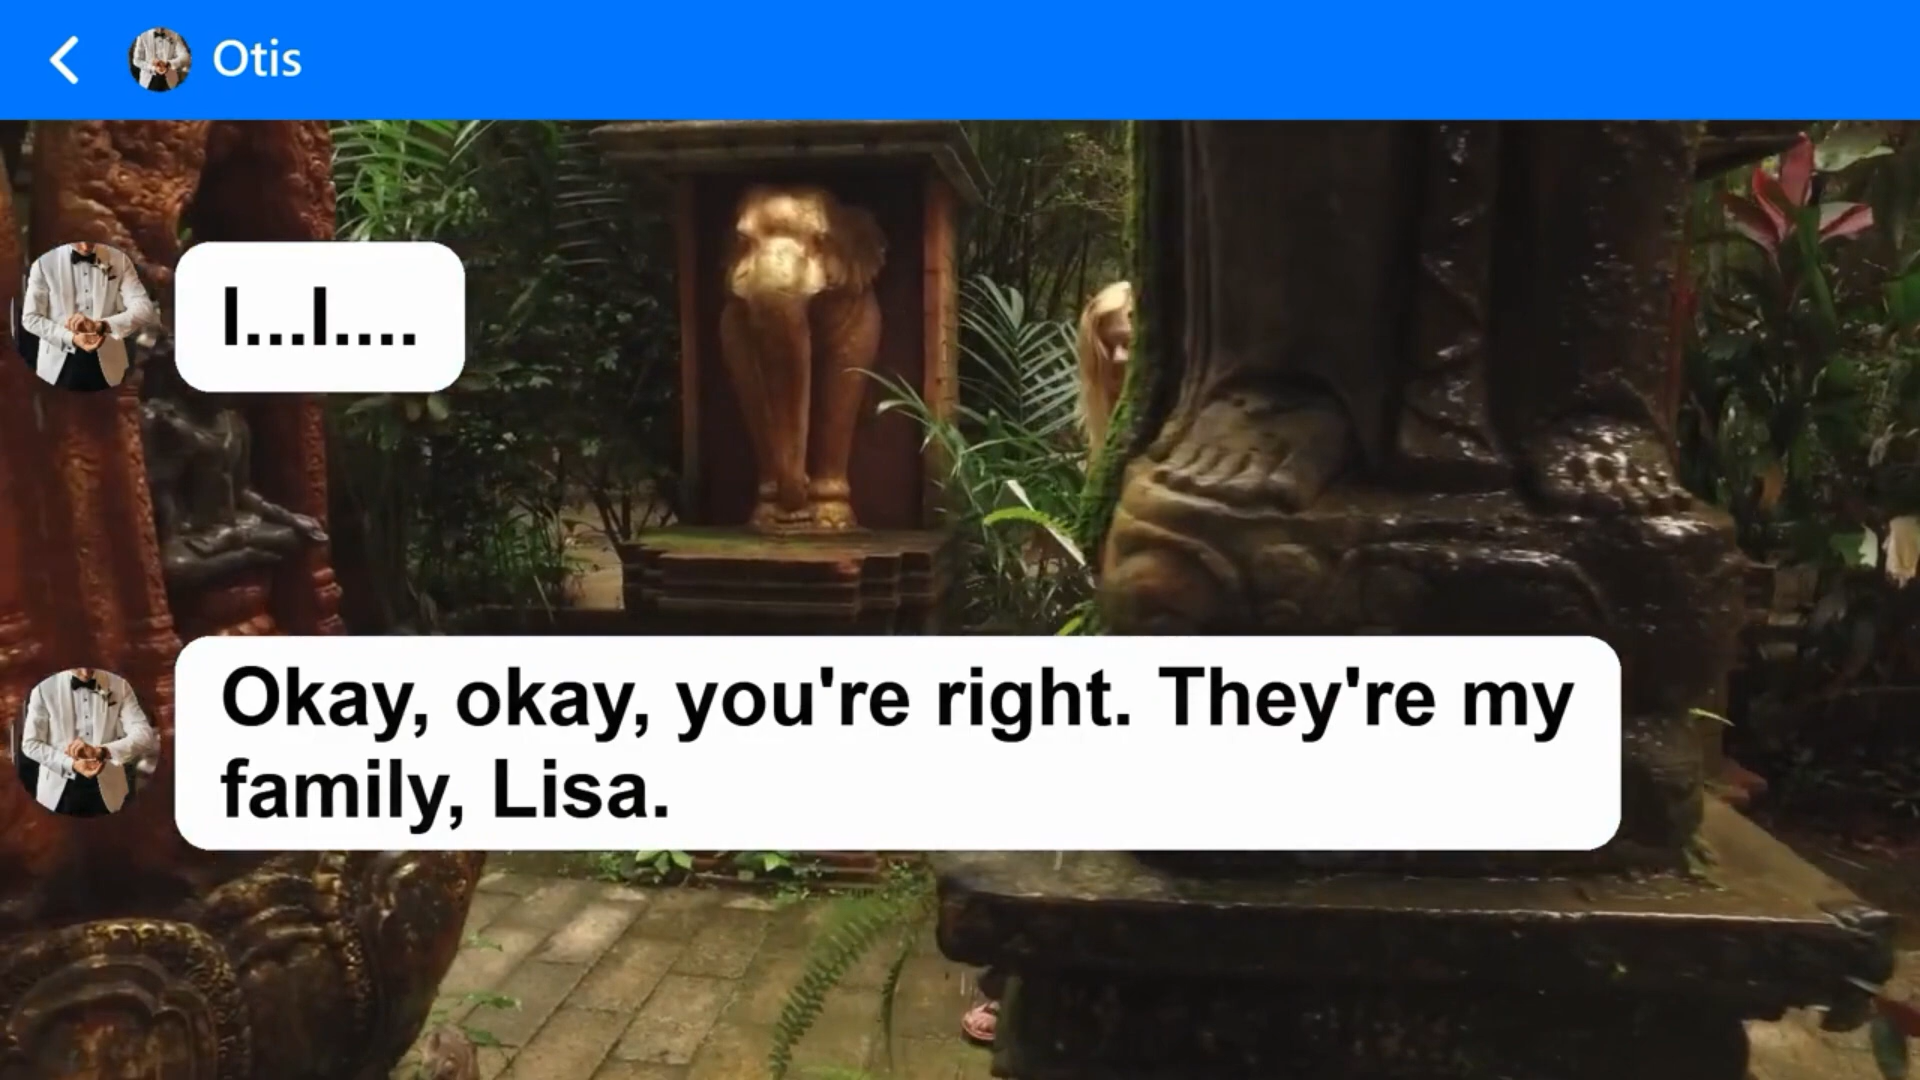 Otis
I...I....
Okay, okay, you're right. They're my
family, Lisa.